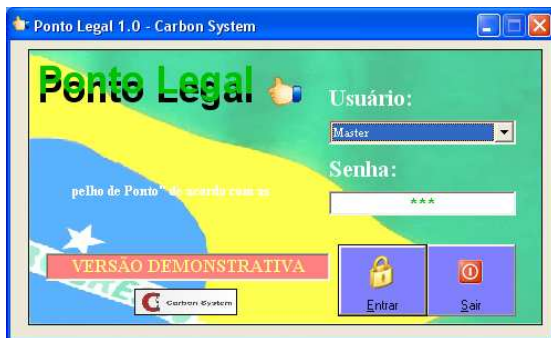 Ponto Legal 1.0 - Carbon System
Ponto Legal
Usuário:
Master
Senha:
***
pelho de Ponto" de acordo com as
VERSÃO DEMONSTRATIVA
Carbon System
Entrar
Sair